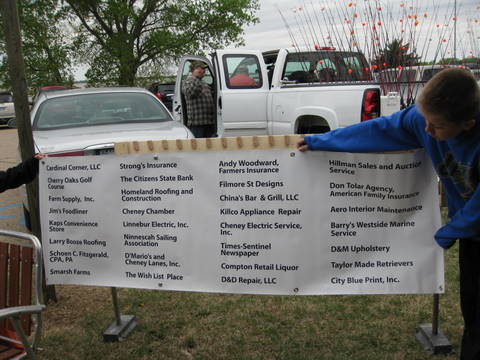 Cardinal Corner, LLC
Cherry Oaks Golf
Course
Farm Supply, Inc.
Jim's Foodliner
Kaps Convenience
Store
Larry Booze Roofing
Schoen C. Fitzgerald,
CPA, PA
Smarsh Farms
Strong's Insurance
The Citizens State Bank
Homeland Roofing and
Construction
Cheney Chamber
Linnebur Electric, Inc.
Ninnescah Sailing
Association
D'Mario's and
Cheney Lanes, Inc.
The Wish List Place
Andy Woodward,
Farmers Insurance
Filmore St Designs
China's Bar & Grill, LLC
Kilco Appliance Repair
Cheney Electric Service,
Inc.
Times-Sentinel
Newspaper
Compton Retail Liquor
D&D Repair, LLC
Hillman Sales and Auction
Service
Don Tolar Agency,
American Family Insurance
Aero Interior Maintenance
Barry's Westside Marine
Service
D&M Upholstery
Taylor Made Retrievers
City Blue Print, Inc.